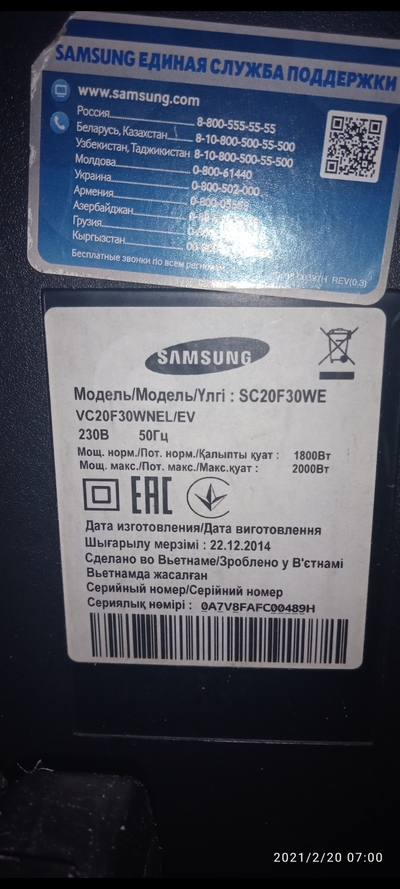 SAMSUNG ЕДИНАЯ СЛУЖБА ПОДДЕРЖКИ
www.samsung.com
Россия 8-800-555-55-55
Беларусь, Казахстан 8-10-800-500-55-500
Узбекистан, Таджикистан 8-10-800-500-55-500
Молдова 0-800-61440
Украина 0-800-502-000
Армения
Азербайджан
Грузия
Кыргызстан
Бесплатные звонки по всем
REV(0.3)
SAMSUNG
Модель/Модель/Үлгі : SC20F30WE
VC20F30WNEL/EV
230В 50Гц
Мощ. норм./Пот. норм./Қалыпты қуат : 1800Вт
Мощ. макс./Пот. макс./Макс.қуат : 2000Вт
EAC
Дата изготовления/Дата виготовлення
Шығарылу мерзімі : 22.12.2014
Сделано во Вьетнаме/Зроблено у В'єтнамі
Вьетнамда жасалған
Серийный номер/Серійний номер
Сериялық нөмірі : 0A7V8FAFC00489H
2021/2/20 07:00